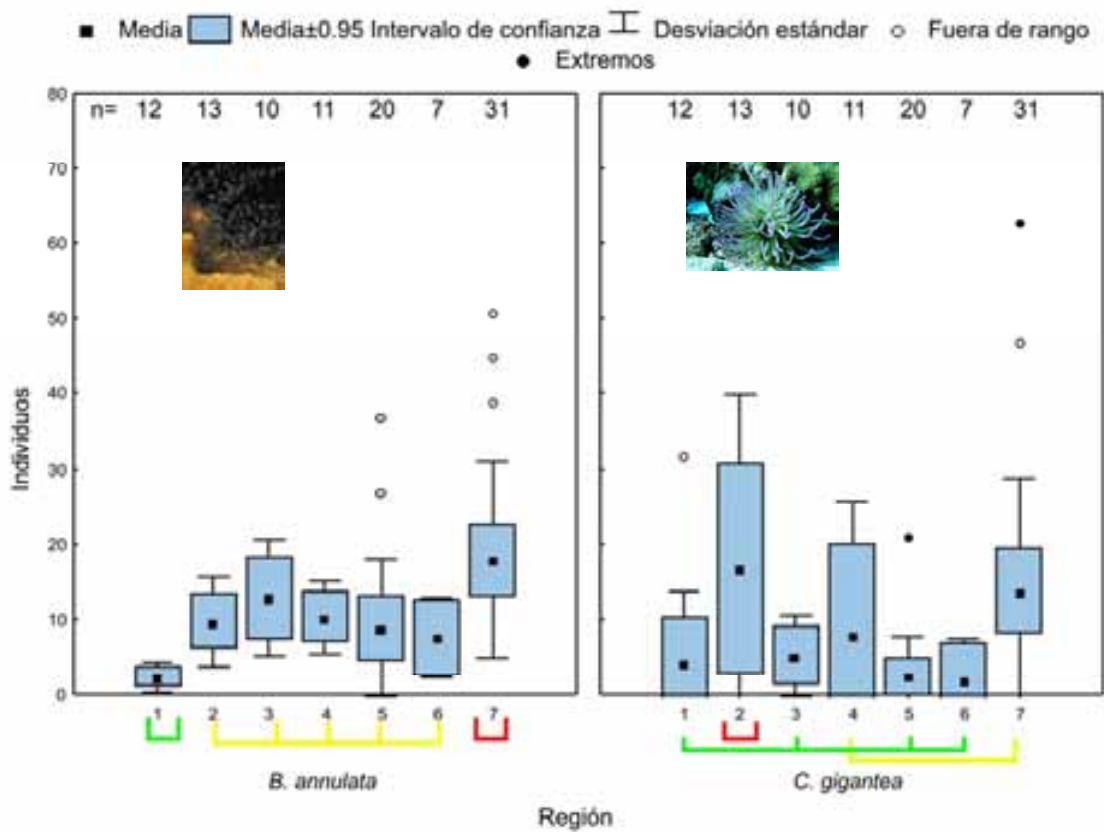 Media Media±0.95 Intervalo de confianza Desviación estándar Fuera de rango
Extremos
80
70
60
50
40
30
20
10
0
Individuos
n= 12 13 10 11 20 7 31
12 13 10 11 20 7 31
1 2 3 4 5 6 7
1 2 3 4 5 6 7
B. annulata
C. gigantea
Región